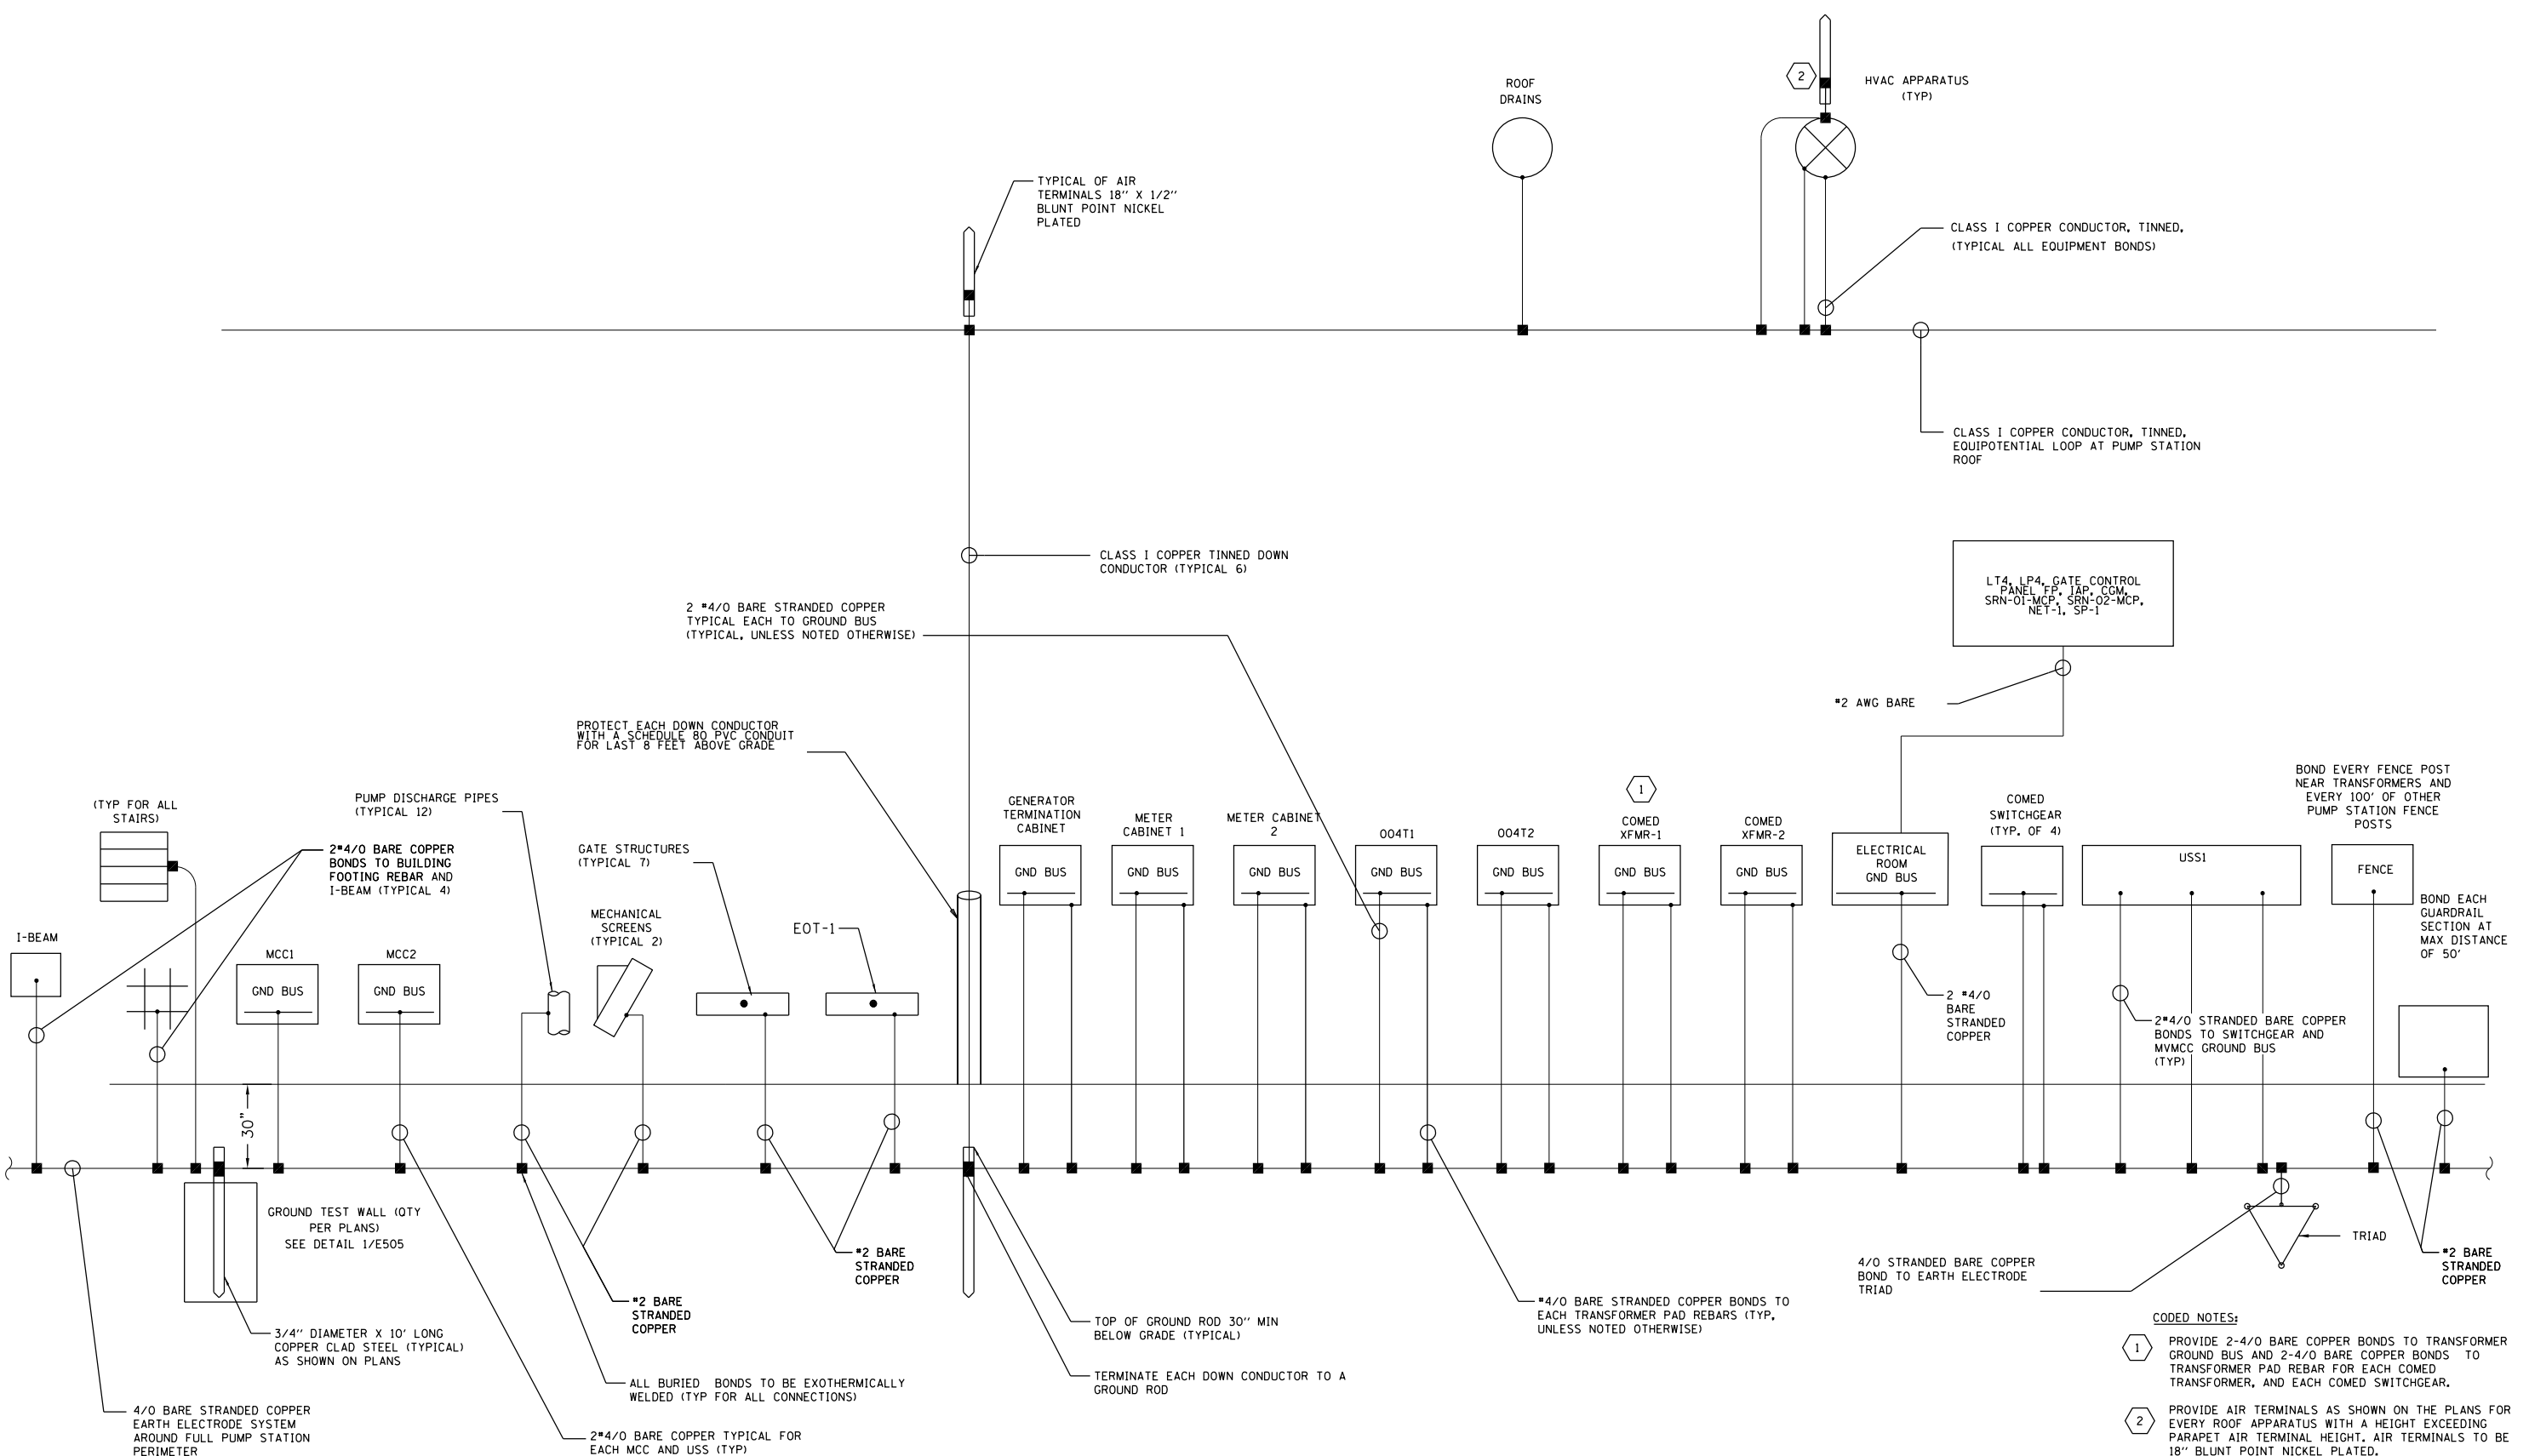 2
HVAC APPARATUS
(TYP)
ROOF
DRAINS
TYPICAL OF AIR
TERMINALS 18" X 1/2"
BLUNT POINT NICKEL
PLATED
CLASS I COPPER CONDUCTOR, TINNED,
(TYPICAL ALL EQUIPMENT BONDS)
CLASS I COPPER CONDUCTOR, TINNED,
EQUIPOTENTIAL LOOP AT PUMP STATION
ROOF
CLASS I COPPER TINNED DOWN
CONDUCTOR (TYPICAL 6)
2 #4/0 BARE STRANDED COPPER
TYPICAL EACH TO GROUND BUS
(TYPICAL, UNLESS NOTED OTHERWISE)
LT4, LP4, GATE CONTROL
PANEL FP, IAP, CGM,
SRN-01-MCP, SRN-02-MCP,
NET-1, SP-1
#2 AWG BARE
PROTECT EACH DOWN CONDUCTOR
WITH A SCHEDULE 80 PVC CONDUIT
FOR LAST 8 FEET ABOVE GRADE
(TYP FOR ALL
STAIRS)
PUMP DISCHARGE PIPES
(TYPICAL 12)
2#4/0 BARE COPPER
BONDS TO BUILDING
FOOTING REBAR AND
I-BEAM (TYPICAL 4)
GATE STRUCTURES
(TYPICAL 7)
MECHANICAL
SCREENS
(TYPICAL 2)
EOT-1
I-BEAM
MCC1
GND BUS
MCC2
GND BUS
GENERATOR
TERMINATION
CABINET
GND BUS
METER
CABINET 1
GND BUS
METER CABINET
2
GND BUS
004T1
GND BUS
004T2
GND BUS
1
COMED
XFMR-1
GND BUS
COMED
XFMR-2
GND BUS
ELECTRICAL
ROOM
GND BUS
COMED
SWITCHGEAR
(TYP. OF 4)
USS1
BOND EVERY FENCE POST
NEAR TRANSFORMERS AND
EVERY 100' OF OTHER
PUMP STATION FENCE
POSTS
FENCE
BOND EACH
GUARDRAIL
SECTION AT
MAX DISTANCE
OF 50'
2 #4/0
BARE
STRANDED
COPPER
2#4/0 STRANDED BARE COPPER
BONDS TO SWITCHGEAR AND
MVMCC GROUND BUS
(TYP)
30"
GROUND TEST WALL (QTY
PER PLANS)
SEE DETAIL 1/E505
3/4" DIAMETER X 10' LONG
COPPER CLAD STEEL (TYPICAL)
AS SHOWN ON PLANS
4/0 BARE STRANDED COPPER
EARTH ELECTRODE SYSTEM
AROUND FULL PUMP STATION
PERIMETER
#2 BARE
STRANDED
COPPER
ALL BURIED BONDS TO BE EXOTHERMICALLY
WELDED (TYP FOR ALL CONNECTIONS)
2#4/0 BARE COPPER TYPICAL FOR
EACH MCC AND USS (TYP)
#2 BARE
STRANDED
COPPER
TOP OF GROUND ROD 30" MIN
BELOW GRADE (TYPICAL)
TERMINATE EACH DOWN CONDUCTOR TO A
GROUND ROD
#4/0 BARE STRANDED COPPER BONDS TO
EACH TRANSFORMER PAD REBARS (TYP,
UNLESS NOTED OTHERWISE)
4/0 STRANDED BARE COPPER
BOND TO EARTH ELECTRODE
TRIAD
TRIAD
#2 BARE
STRANDED
COPPER
CODED NOTES:
1 PROVIDE 2-4/0 BARE COPPER BONDS TO TRANSFORMER
GROUND BUS AND 2-4/0 BARE COPPER BONDS TO
TRANSFORMER PAD REBAR FOR EACH COMED
TRANSFORMER, AND EACH COMED SWITCHGEAR.
2 PROVIDE AIR TERMINALS AS SHOWN ON THE PLANS FOR
EVERY ROOF APPARATUS WITH A HEIGHT EXCEEDING
PARAPET AIR TERMINAL HEIGHT. AIR TERMINALS TO BE
18" BLUNT POINT NICKEL PLATED.